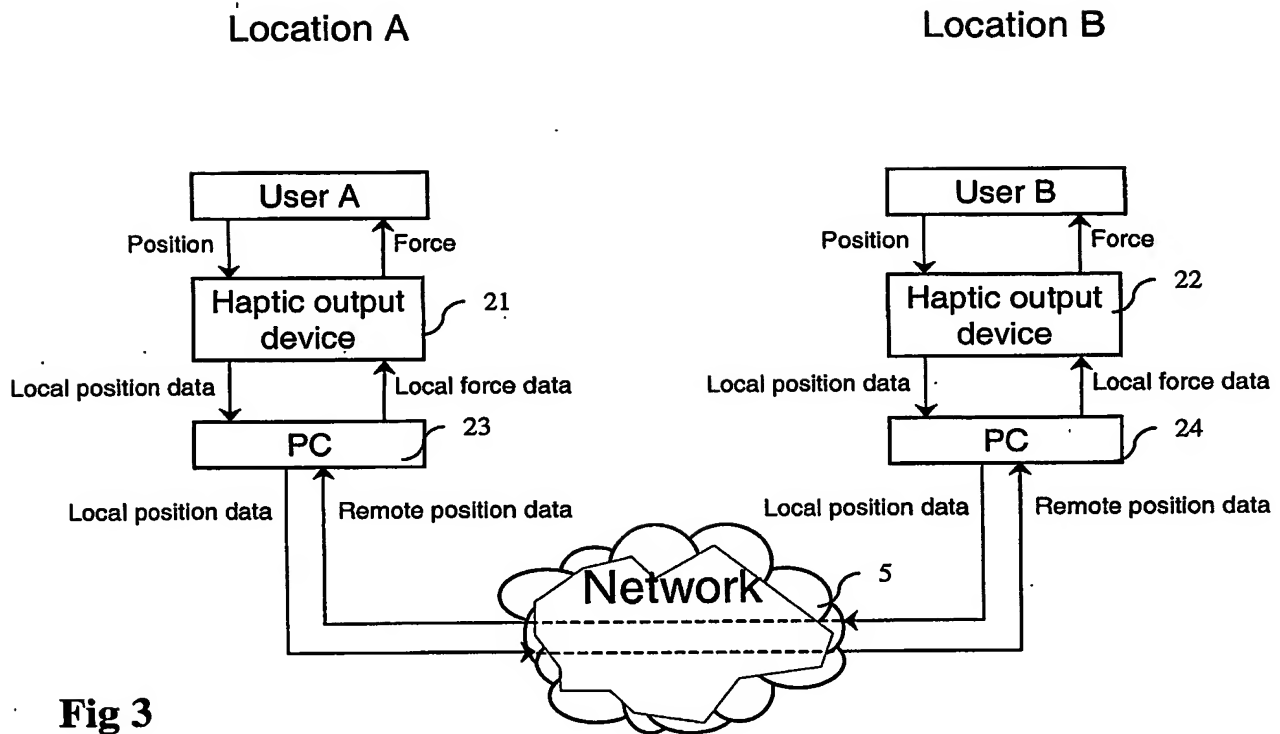 Location A
Location B
User A
User B
Position
Force
Position
Force
Haptic output
device
21
Haptic output
device
22
Local position data
Local force data
Local position data
Local force data
PC
23
PC
24
Local position data
Remote position data
Local position data
Remote position data
Network
5
Fig 3